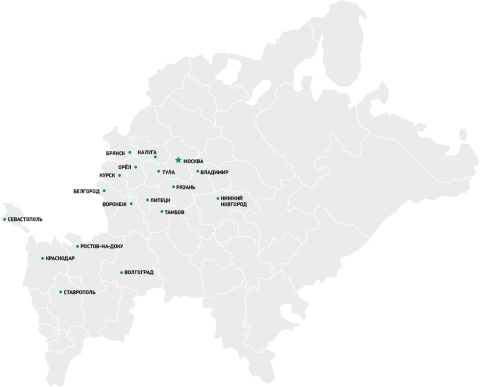 БРЯНСК
КАЛУГА
МОСКВА
ОРЁЛ
ТУЛА
ВЛАДИМИР
КУРСК
РЯЗАНЬ
БЕЛГОРОД
ВОРОНЕЖ
ЛИПЕЦК
НИЖНИЙ
НОВГОРОД
ТАМБОВ
СЕВАСТОПОЛЬ
РОСТОВ-НА-ДОНУ
КРАСНОДАР
ВОЛГОГРАД
СТАВРОПОЛЬ